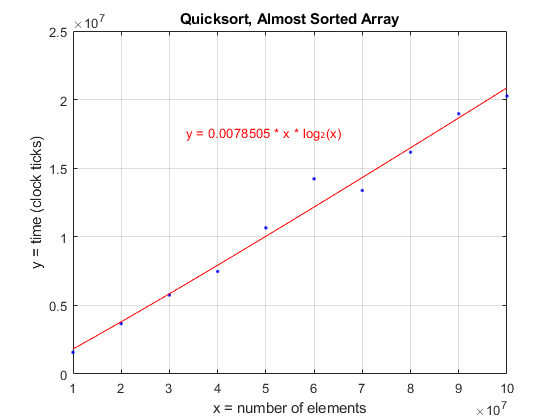 Quicksort, Almost Sorted Array
×10⁷
2.5
2
1.5
1
0.5
0
y = 0.0078505 * x * log₂(x)
y = time (clock ticks)
1 2 3 4 5 6 7 8 9 10
x = number of elements
×10⁷